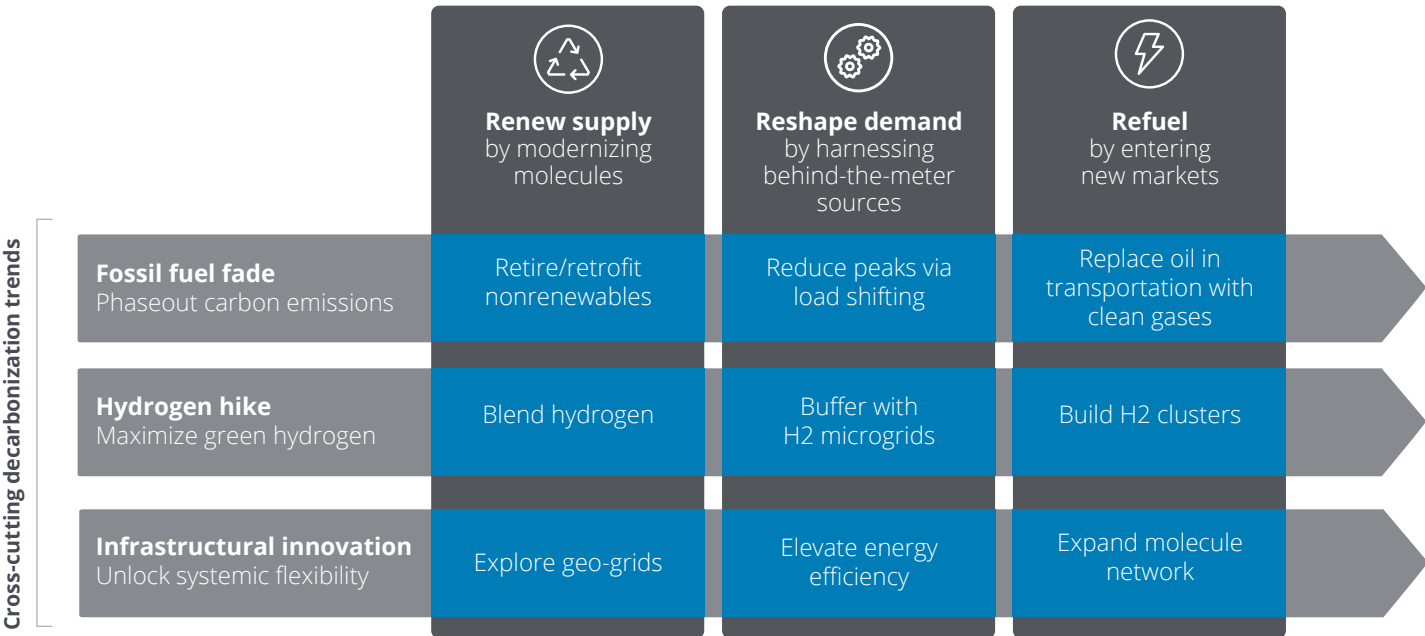 Renew supply
by modernizing
molecules
Reshape demand
by harnessing
behind-the-meter
sources
Refuel
by entering
new markets
Cross-cutting decarbonization trends
Fossil fuel fade
Phaseout carbon emissions
Retire/retrofit
nonrenewables
Reduce peaks via
load shifting
Replace oil in
transportation with
clean gases
Hydrogen hike
Maximize green hydrogen
Blend hydrogen
Buffer with
H2 microgrids
Build H2 clusters
Infrastructural innovation
Unlock systemic flexibility
Explore geo-grids
Elevate energy
efficiency
Expand molecule
network